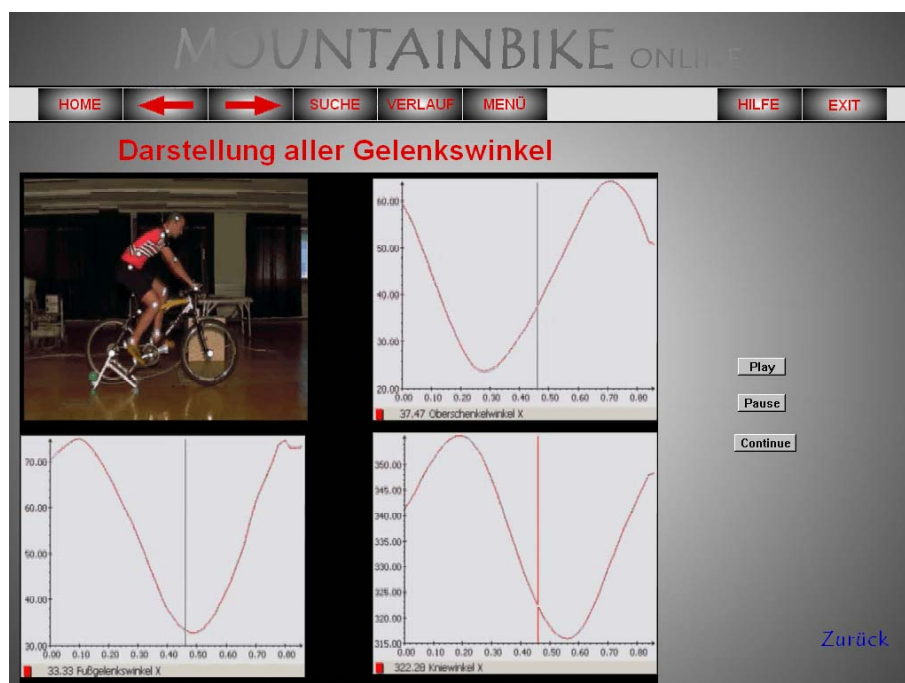 MOUNTAINBIKE ONLINE
HOME SUCHE VERLAUF MENÜ HILFE EXIT
Darstellung aller Gelenkswinkel
60.00
50.00
40.00
30.00
20.00
0.00 0.10 0.20 0.30 0.40 0.50 0.60 0.70 0.80
37.47 Oberschenkelwinkel X
Play
Pause
Continue
70.00
60.00
50.00
40.00
30.00
0.00 0.10 0.20 0.30 0.40 0.50 0.60 0.70 0.80
33.33 Fußgelenkswinkel X
350.00
345.00
340.00
335.00
330.00
325.00
320.00
315.00
0.00 0.10 0.20 0.30 0.40 0.50 0.60 0.70 0.80
322.28 Kniewinkel X
Zurück